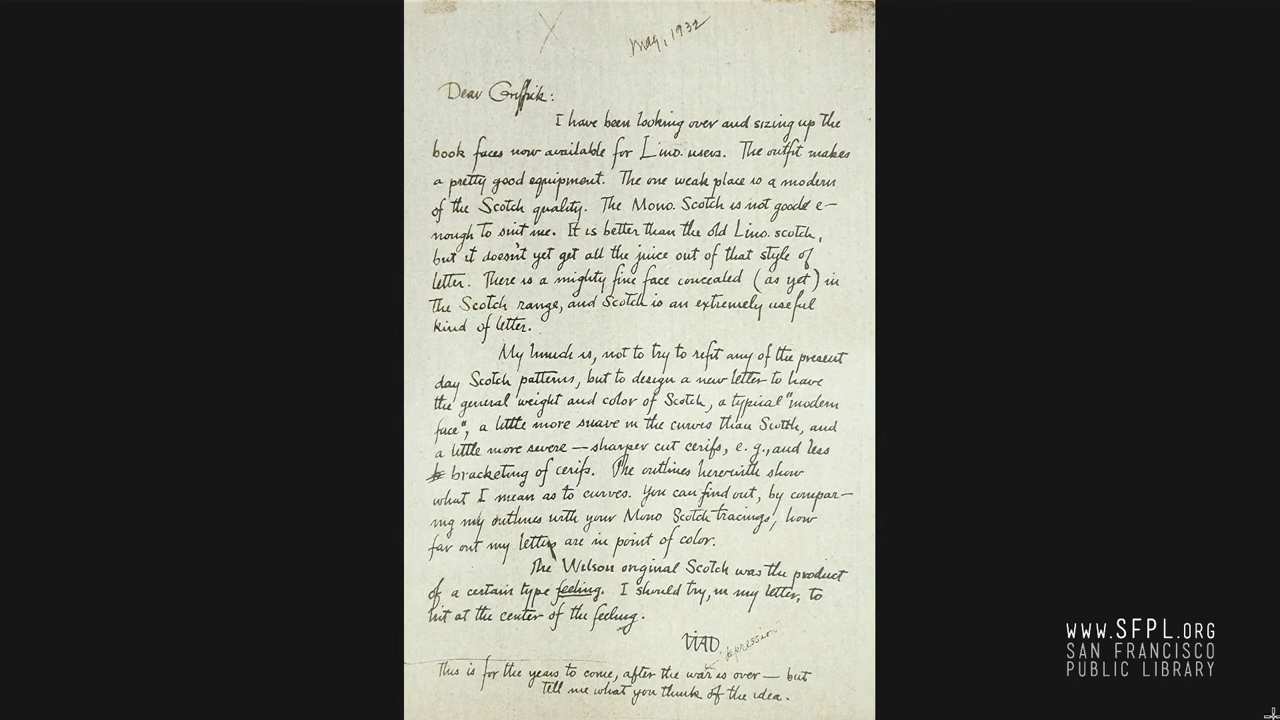 May, 1932
Dear Griffith:
I have been looking over and sizing up the
book faces now available for Lino. users. The outfit makes
a pretty good equipment. The one weak place is a modern
of the Scotch quality. The Mono. Scotch is not goode e-
nough to suit me. It is better than the old Lino. scotch,
but it doesn't yet get all the juice out of that style of
letter. There is a mighty fine face concealed (as yet) in
the Scotch range, and Scotch is an extremely useful
kind of letter.
My hunch is, not to try to refit any of the present
day Scotch patterns, but to design a new letter to have
the general weight and color of Scotch, a typical "modern
face", a little more suave in the curves than Scotch, and
a little more severe — sharper cut cerifs, e.g., and less
bracketing of cerifs. The outlines herewith show
what I mean as to curves. You can find out, by compar-
ing my outlines with your Mono Scotch tracings, how
far out my letters are in point of color.
The Wilson original Scotch was the product
of a certain type feeling. I should try, in my letter, to
hit at the center of the feeling.
WAD
"depression"
This is for the years to come, after the war is over — but
tell me what you think of the idea.
WWW.SFPL.ORG
SAN FRANCISCO
PUBLIC LIBRARY